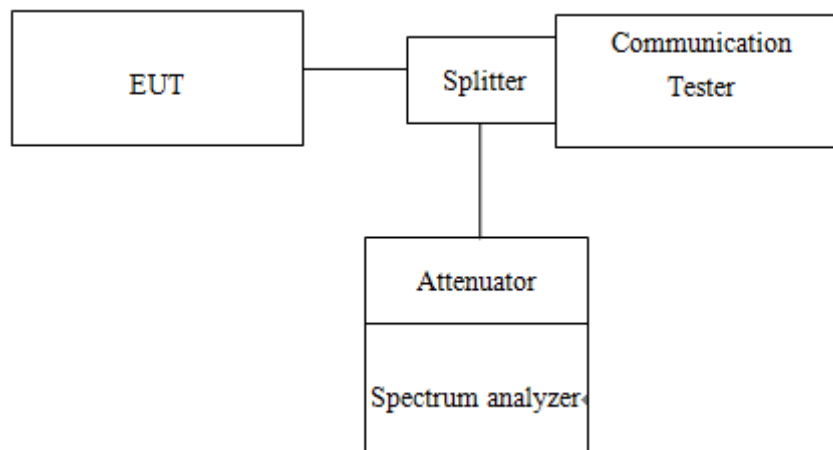 EUT
Splitter
Communication
Tester
Attenuator
Spectrum analyzer